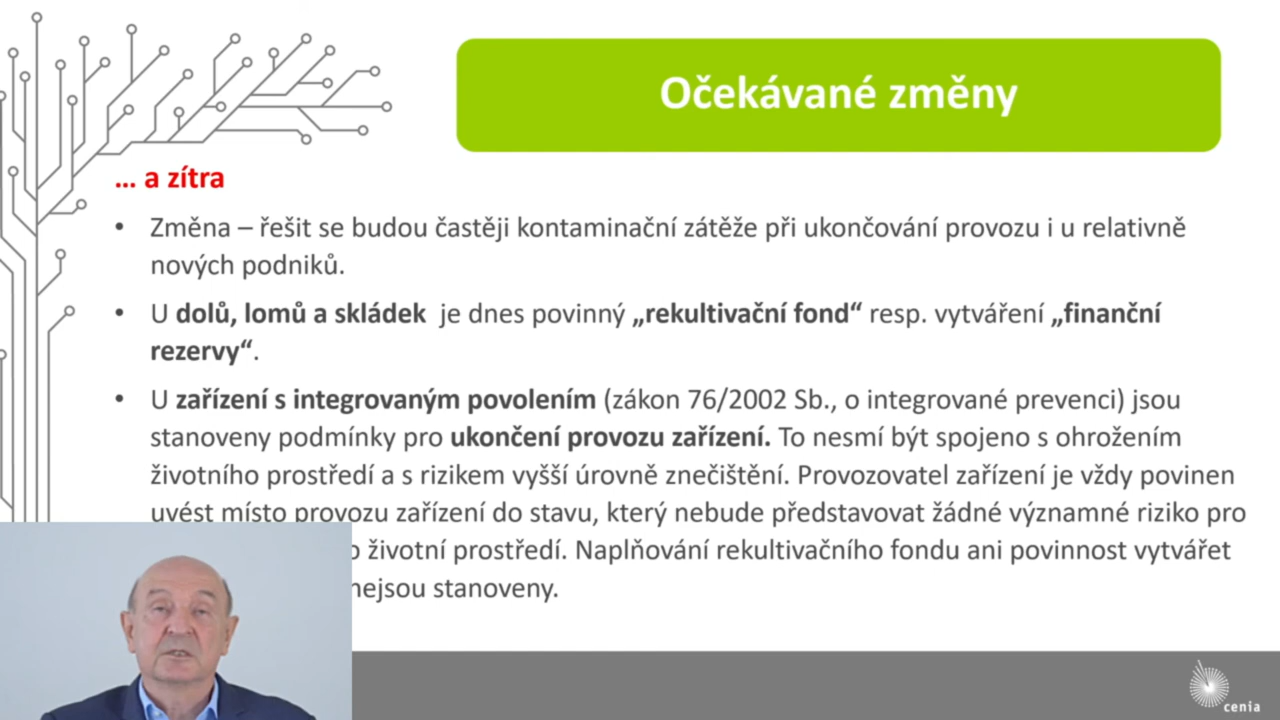 Očekávané změny
... a zítra
• Změna – řešit se budou častěji kontaminační zátěže při ukončování provozu i u relativně
nových podniků.
• U dolů, lomů a skládek je dnes povinný „rekultivační fond“ resp. vytváření „finanční
rezervy“.
• U zařízení s integrovaným povolením (zákon 76/2002 Sb., o integrované prevenci) jsou
stanoveny podmínky pro ukončení provozu zařízení. To nesmí být spojeno s ohrožením
životního prostředí a s rizikem vyšší úrovně znečištění. Provozovatel zařízení je vždy povinen
uvést místo provozu zařízení do stavu, který nebude představovat žádné významné riziko pro
životní prostředí. Naplňování rekultivačního fondu ani povinnost vytvářet
nejsou stanoveny.
cenia